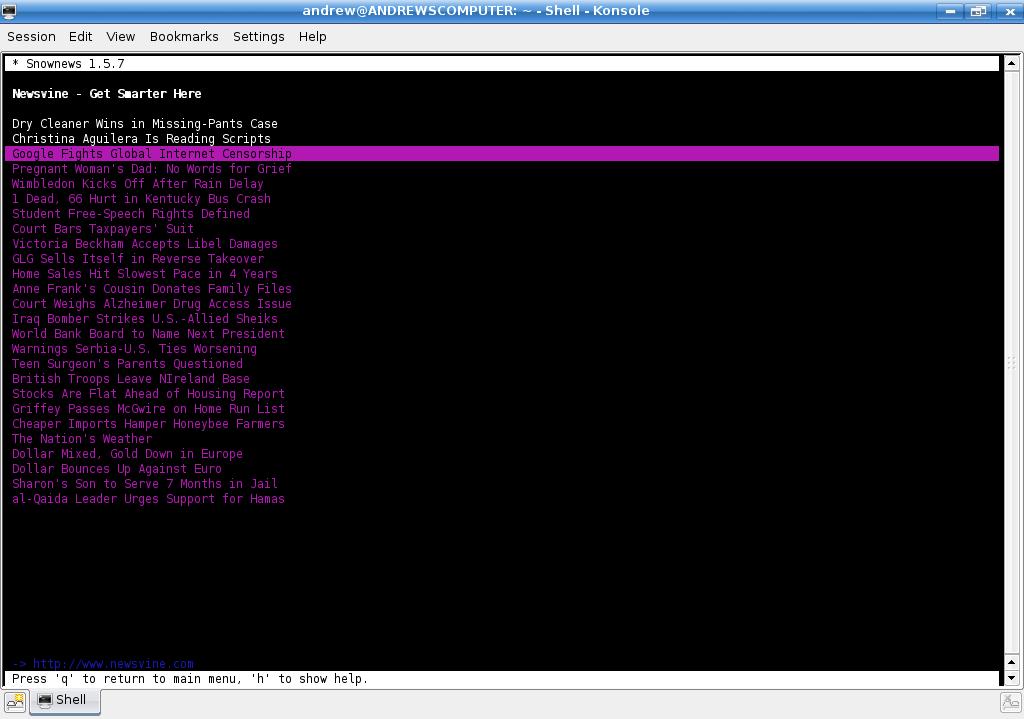 andrew@ANDREWSCOMPUTER: ~ - Shell - Konsole
Session Edit View Bookmarks Settings Help
* Snownews 1.5.7
Newsvine - Get Smarter Here
Dry Cleaner Wins in Missing-Pants Case
Christina Aguilera Is Reading Scripts
Google Fights Global Internet Censorship
Pregnant Woman's Dad: No Words for Grief
Wimbledon Kicks Off After Rain Delay
1 Dead, 66 Hurt in Kentucky Bus Crash
Student Free-Speech Rights Defined
Court Bars Taxpayers' Suit
Victoria Beckham Accepts Libel Damages
GLG Sells Itself in Reverse Takeover
Home Sales Hit Slowest Pace in 4 Years
Anne Frank's Cousin Donates Family Files
Court Weighs Alzheimer Drug Access Issue
Iraq Bomber Strikes U.S.-Allied Sheiks
World Bank Board to Name Next President
Warnings Serbia-U.S. Ties Worsening
Teen Surgeon's Parents Questioned
British Troops Leave NIreland Base
Stocks Are Flat Ahead of Housing Report
Griffey Passes McGwire on Home Run List
Cheaper Imports Hamper Honeybee Farmers
The Nation's Weather
Dollar Mixed, Gold Down in Europe
Dollar Bounces Up Against Euro
Sharon's Son to Serve 7 Months in Jail
al-Qaida Leader Urges Support for Hamas
-> http://www.newsvine.com
Press 'q' to return to main menu, 'h' to show help.
Shell